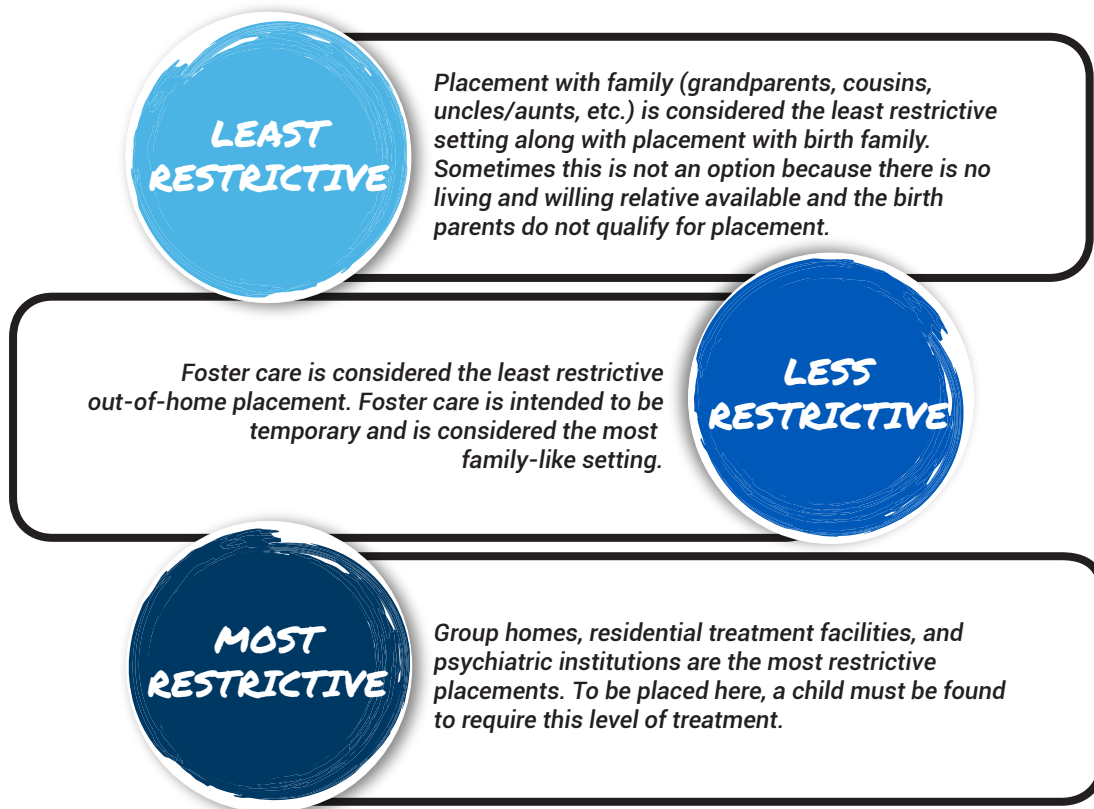 LEAST
RESTRICTIVE
Placement with family (grandparents, cousins,
uncles/aunts, etc.) is considered the least restrictive
setting along with placement with birth family.
Sometimes this is not an option because there is no
living and willing relative available and the birth
parents do not qualify for placement.
Foster care is considered the least restrictive
out-of-home placement. Foster care is intended to be
temporary and is considered the most
family-like setting.
LESS
RESTRICTIVE
MOST
RESTRICTIVE
Group homes, residential treatment facilities, and
psychiatric institutions are the most restrictive
placements. To be placed here, a child must be found
to require this level of treatment.